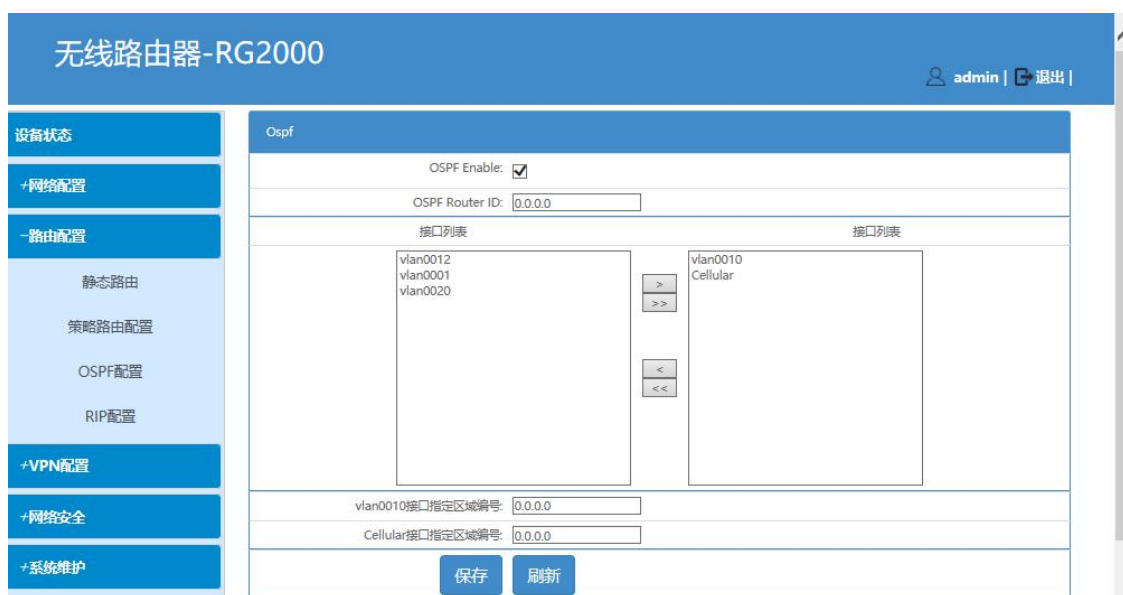 无线路由器-RG2000
admin | 退出 |
设备状态
+网络配置
-路由配置
静态路由
策略路由配置
OSPF配置
RIP配置
+VPN配置
+网络安全
+系统维护
Ospf
OSPF Enable:
OSPF Router ID: 0.0.0.0
接口列表 接口列表
vlan0012
vlan0001
vlan0020
>
>>
<
<<
vlan0010
Cellular
vlan0010接口指定区域编号: 0.0.0.0
Cellular接口指定区域编号: 0.0.0.0
保存 刷新